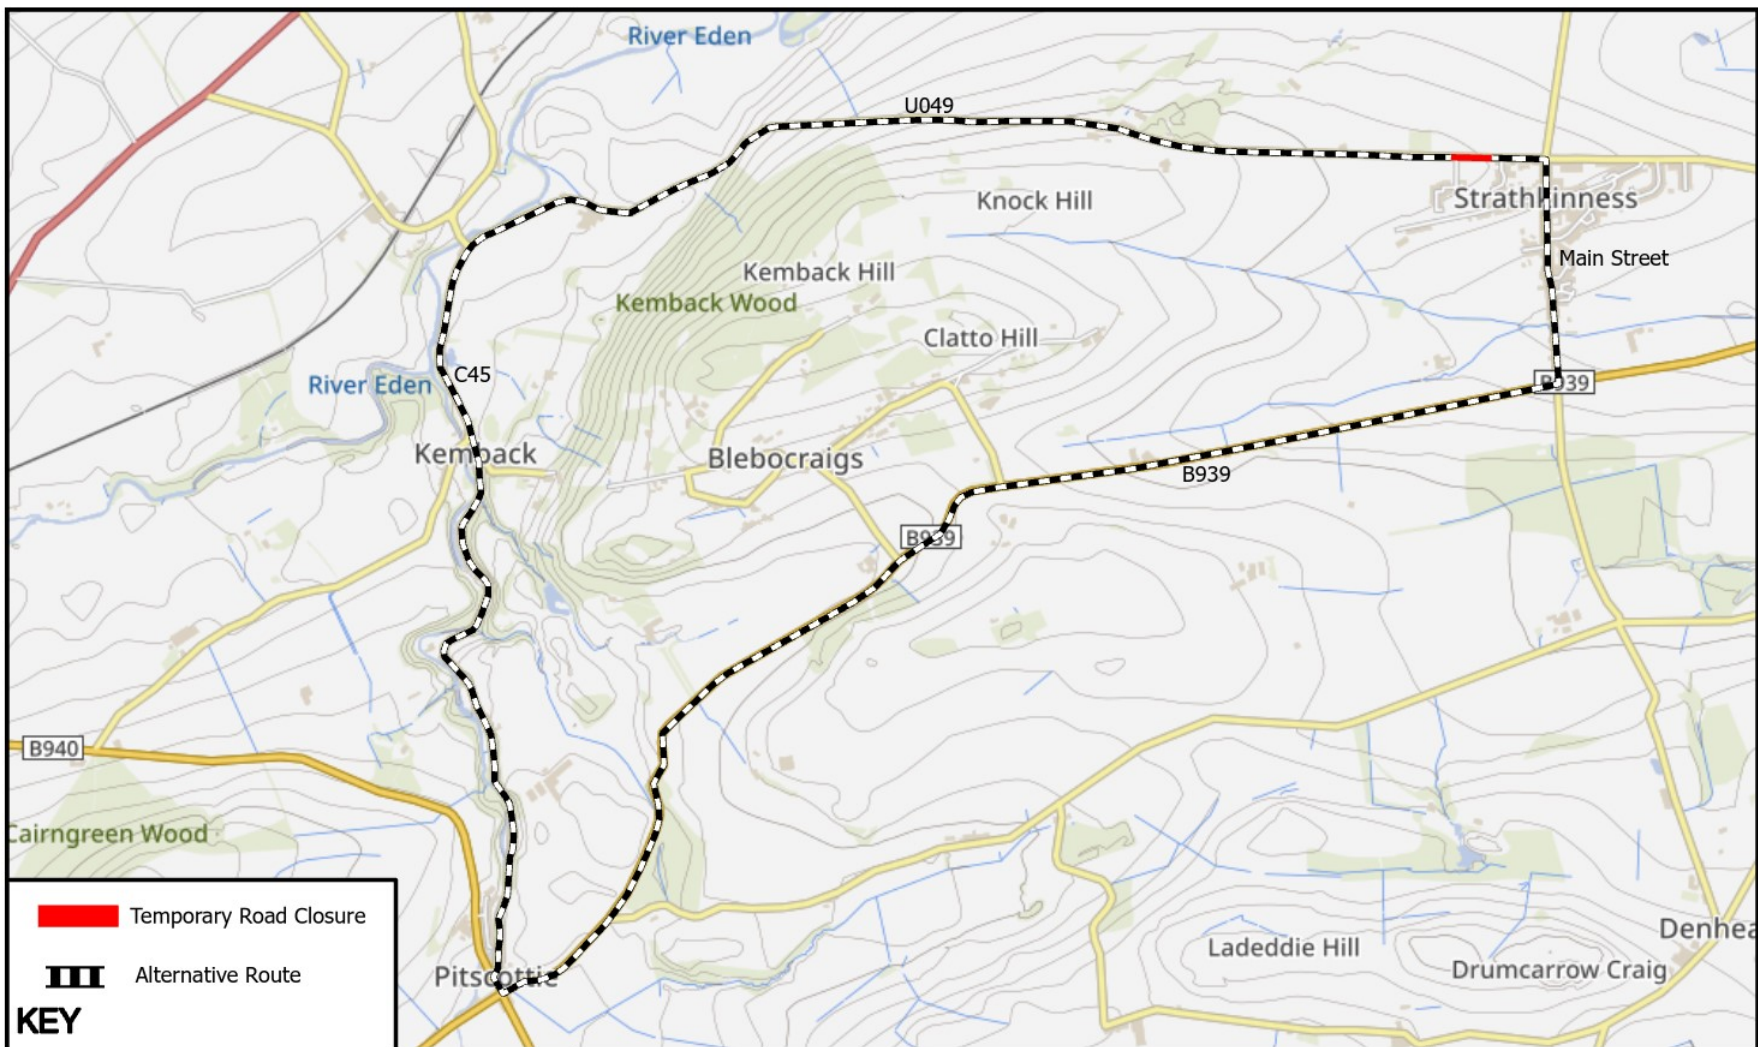 River Eden
U049
Knock Hill
Strathkinness
Main Street
Kemback Hill
Kemback Wood
Clatto Hill
River Eden
C45
B939
Kemback
Blebocraigs
B939
B939
B940
Cairngreen Wood
Temporary Road Closure
Alternative Route
KEY
Pitscottie
Ladeddie Hill
Denhea
Drumcarrow Craig